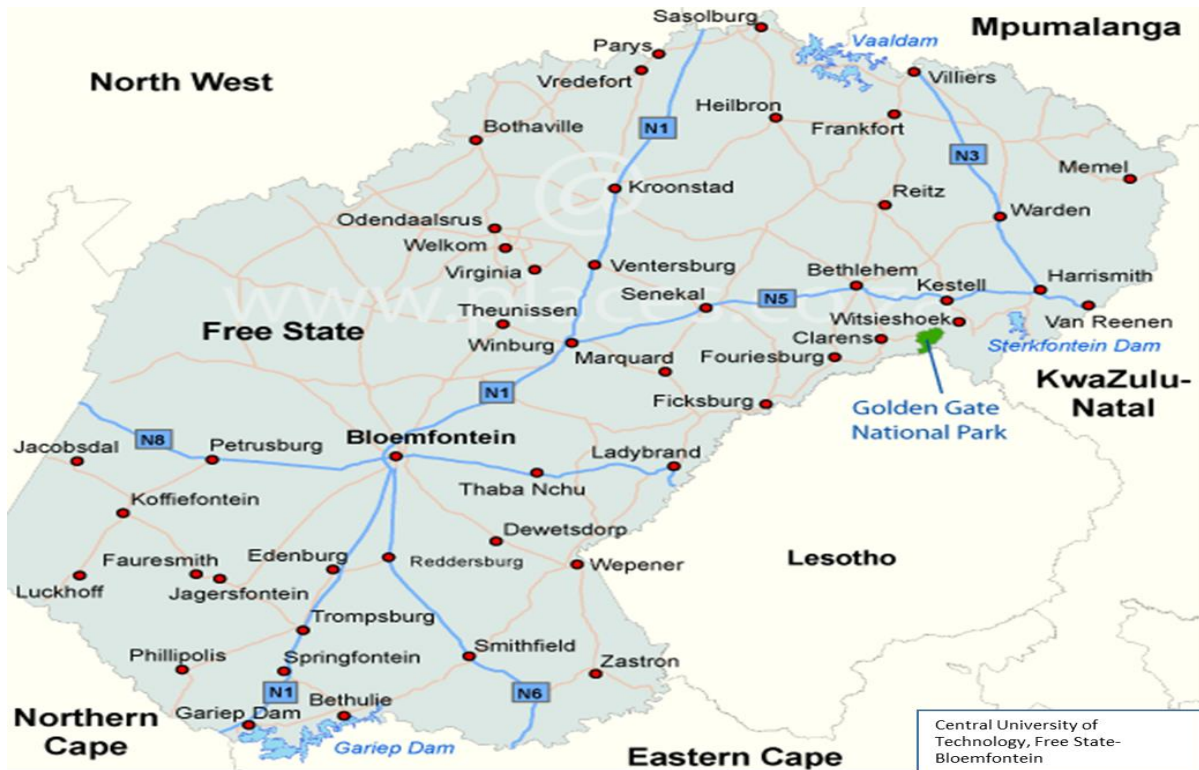 Sasolburg
Mpumalanga
Parys
Vaaldam
North West
Vredefort
Villiers
Heilbron
Frankfort
Bothaville
N1
N3
Memel
@
Kroonstad
Reitz
Odendaalsrus
Warden
Welkom
Virginia
Ventersburg
Bethlehem
Harrismith
Kestell
www.places.co.z
Senekal
N5
Theunissen
Witsieshoek
Van Reenen
Free State
Winburg
Clarens
Sterkfontein Dam
Marquard
Fouriesburg
KwaZulu-
Natal
N1
Ficksburg
Golden Gate
National Park
N8
Bloemfontein
Jacobsdal
Petrusburg
Ladybrand
Thaba Nchu
Koffiefontein
Dewetsdorp
Fauresmith
Edenburg
Reddersburg
Wepener
Lesotho
Luckhoff
Jagersfontein
Trompsburg
Phillipolis
Springfontein
Smithfield
Zastron
N1
N6
Bethulie
Gariep Dam
Northern
Cape
Gariep Dam
Eastern Cape
Central University of
Technology, Free State-
Bloemfontein